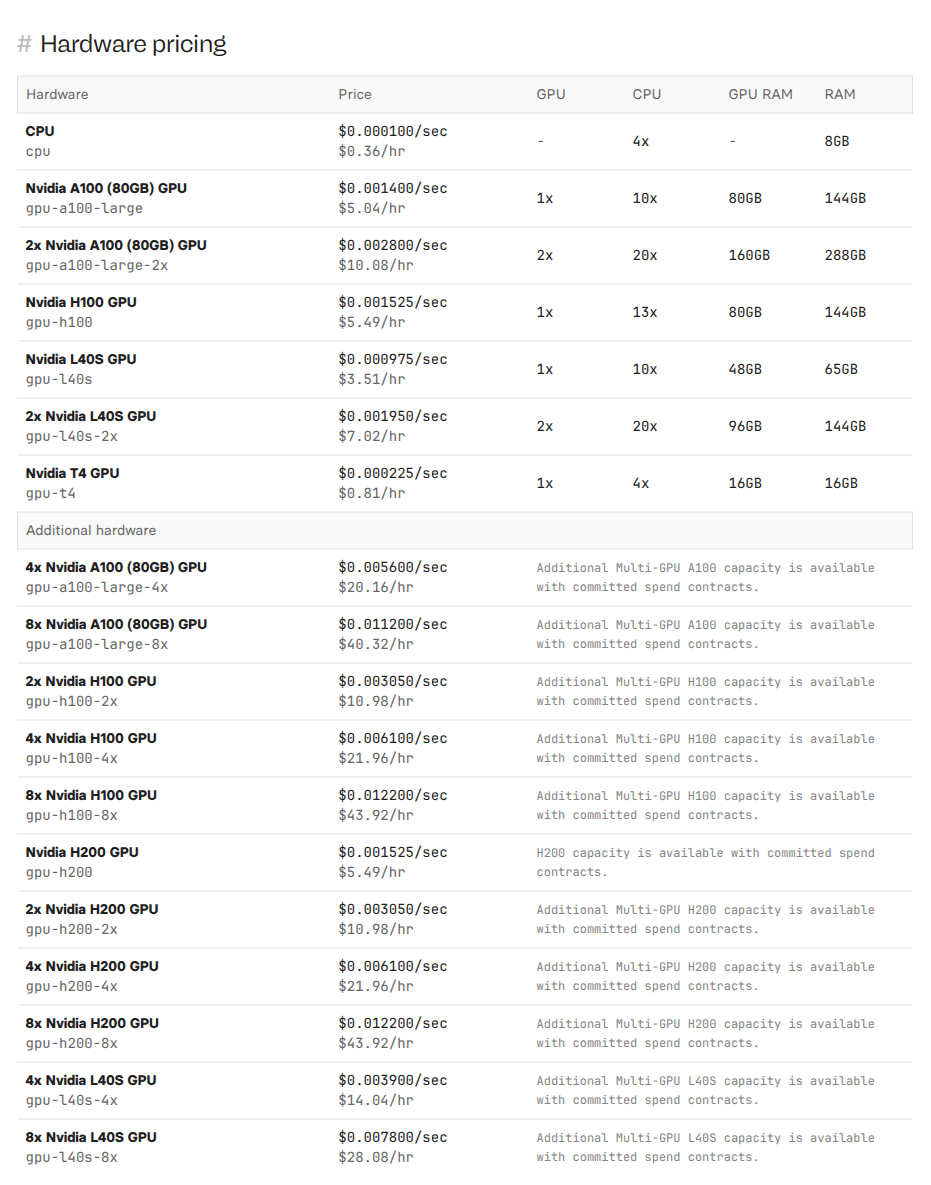 # Hardware pricing
Hardware Price GPU CPU GPU RAM RAM
CPU $0.000100/sec
cpu $0.36/hr - 4x - 8GB
Nvidia A100 (80GB) GPU $0.001400/sec
gpu-a100-large $5.04/hr 1x 10x 80GB 144GB
2x Nvidia A100 (80GB) GPU $0.002800/sec
gpu-a100-large-2x $10.08/hr 2x 20x 160GB 288GB
Nvidia H100 GPU $0.001525/sec
gpu-h100 $5.49/hr 1x 13x 80GB 144GB
Nvidia L40S GPU $0.000975/sec
gpu-l40s $3.51/hr 1x 10x 48GB 65GB
2x Nvidia L40S GPU $0.001950/sec
gpu-l40s-2x $7.02/hr 2x 20x 96GB 144GB
Nvidia T4 GPU $0.000225/sec
gpu-t4 $0.81/hr 1x 4x 16GB 16GB
Additional hardware
4x Nvidia A100 (80GB) GPU $0.005600/sec Additional Multi-GPU A100 capacity is available
gpu-a100-large-4x $20.16/hr with committed spend contracts.
8x Nvidia A100 (80GB) GPU $0.011200/sec Additional Multi-GPU A100 capacity is available
gpu-a100-large-8x $40.32/hr with committed spend contracts.
2x Nvidia H100 GPU $0.003050/sec Additional Multi-GPU H100 capacity is available
gpu-h100-2x $10.98/hr with committed spend contracts.
4x Nvidia H100 GPU $0.006100/sec Additional Multi-GPU H100 capacity is available
gpu-h100-4x $21.96/hr with committed spend contracts.
8x Nvidia H100 GPU $0.012200/sec Additional Multi-GPU H100 capacity is available
gpu-h100-8x $43.92/hr with committed spend contracts.
Nvidia H200 GPU $0.001525/sec H200 capacity is available with committed spend
gpu-h200 $5.49/hr contracts.
2x Nvidia H200 GPU $0.003050/sec Additional Multi-GPU H200 capacity is available
gpu-h200-2x $10.98/hr with committed spend contracts.
4x Nvidia H200 GPU $0.006100/sec Additional Multi-GPU H200 capacity is available
gpu-h200-4x $21.96/hr with committed spend contracts.
8x Nvidia H200 GPU $0.012200/sec Additional Multi-GPU H200 capacity is available
gpu-h200-8x $43.92/hr with committed spend contracts.
4x Nvidia L40S GPU $0.003900/sec Additional Multi-GPU L40S capacity is available
gpu-l40s-4x $14.04/hr with committed spend contracts.
8x Nvidia L40S GPU $0.007800/sec Additional Multi-GPU L40S capacity is available
gpu-l40s-8x $28.08/hr with committed spend contracts.